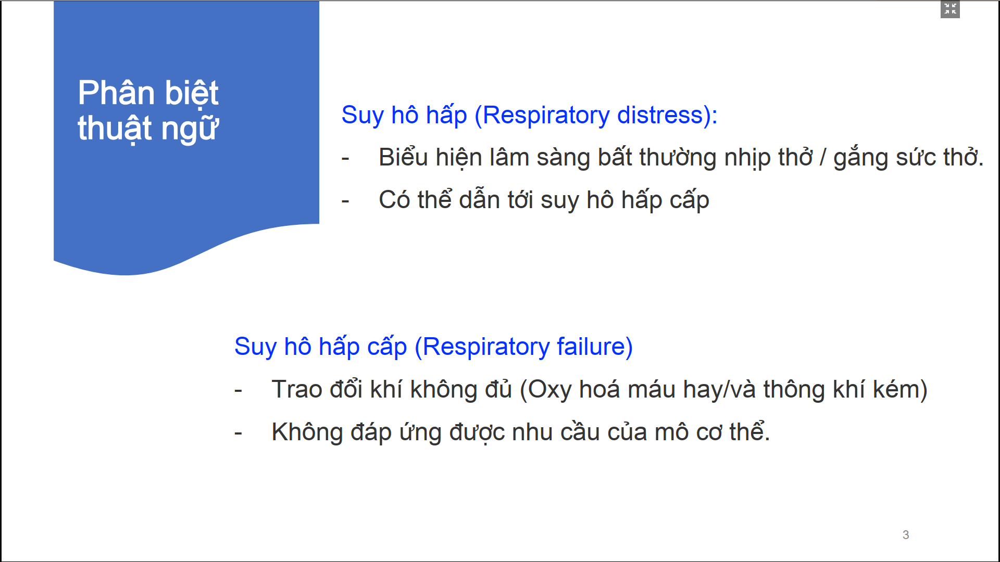 Phân biệt
thuật ngữ
Suy hô hấp (Respiratory distress):
- Biểu hiện lâm sàng bất thường nhịp thở / gắng sức thở.
- Có thể dẫn tới suy hô hấp cấp
Suy hô hấp cấp (Respiratory failure)
- Trao đổi khí không đủ (Oxy hoá máu hay/và thông khí kém)
- Không đáp ứng được nhu cầu của mô cơ thể.
3